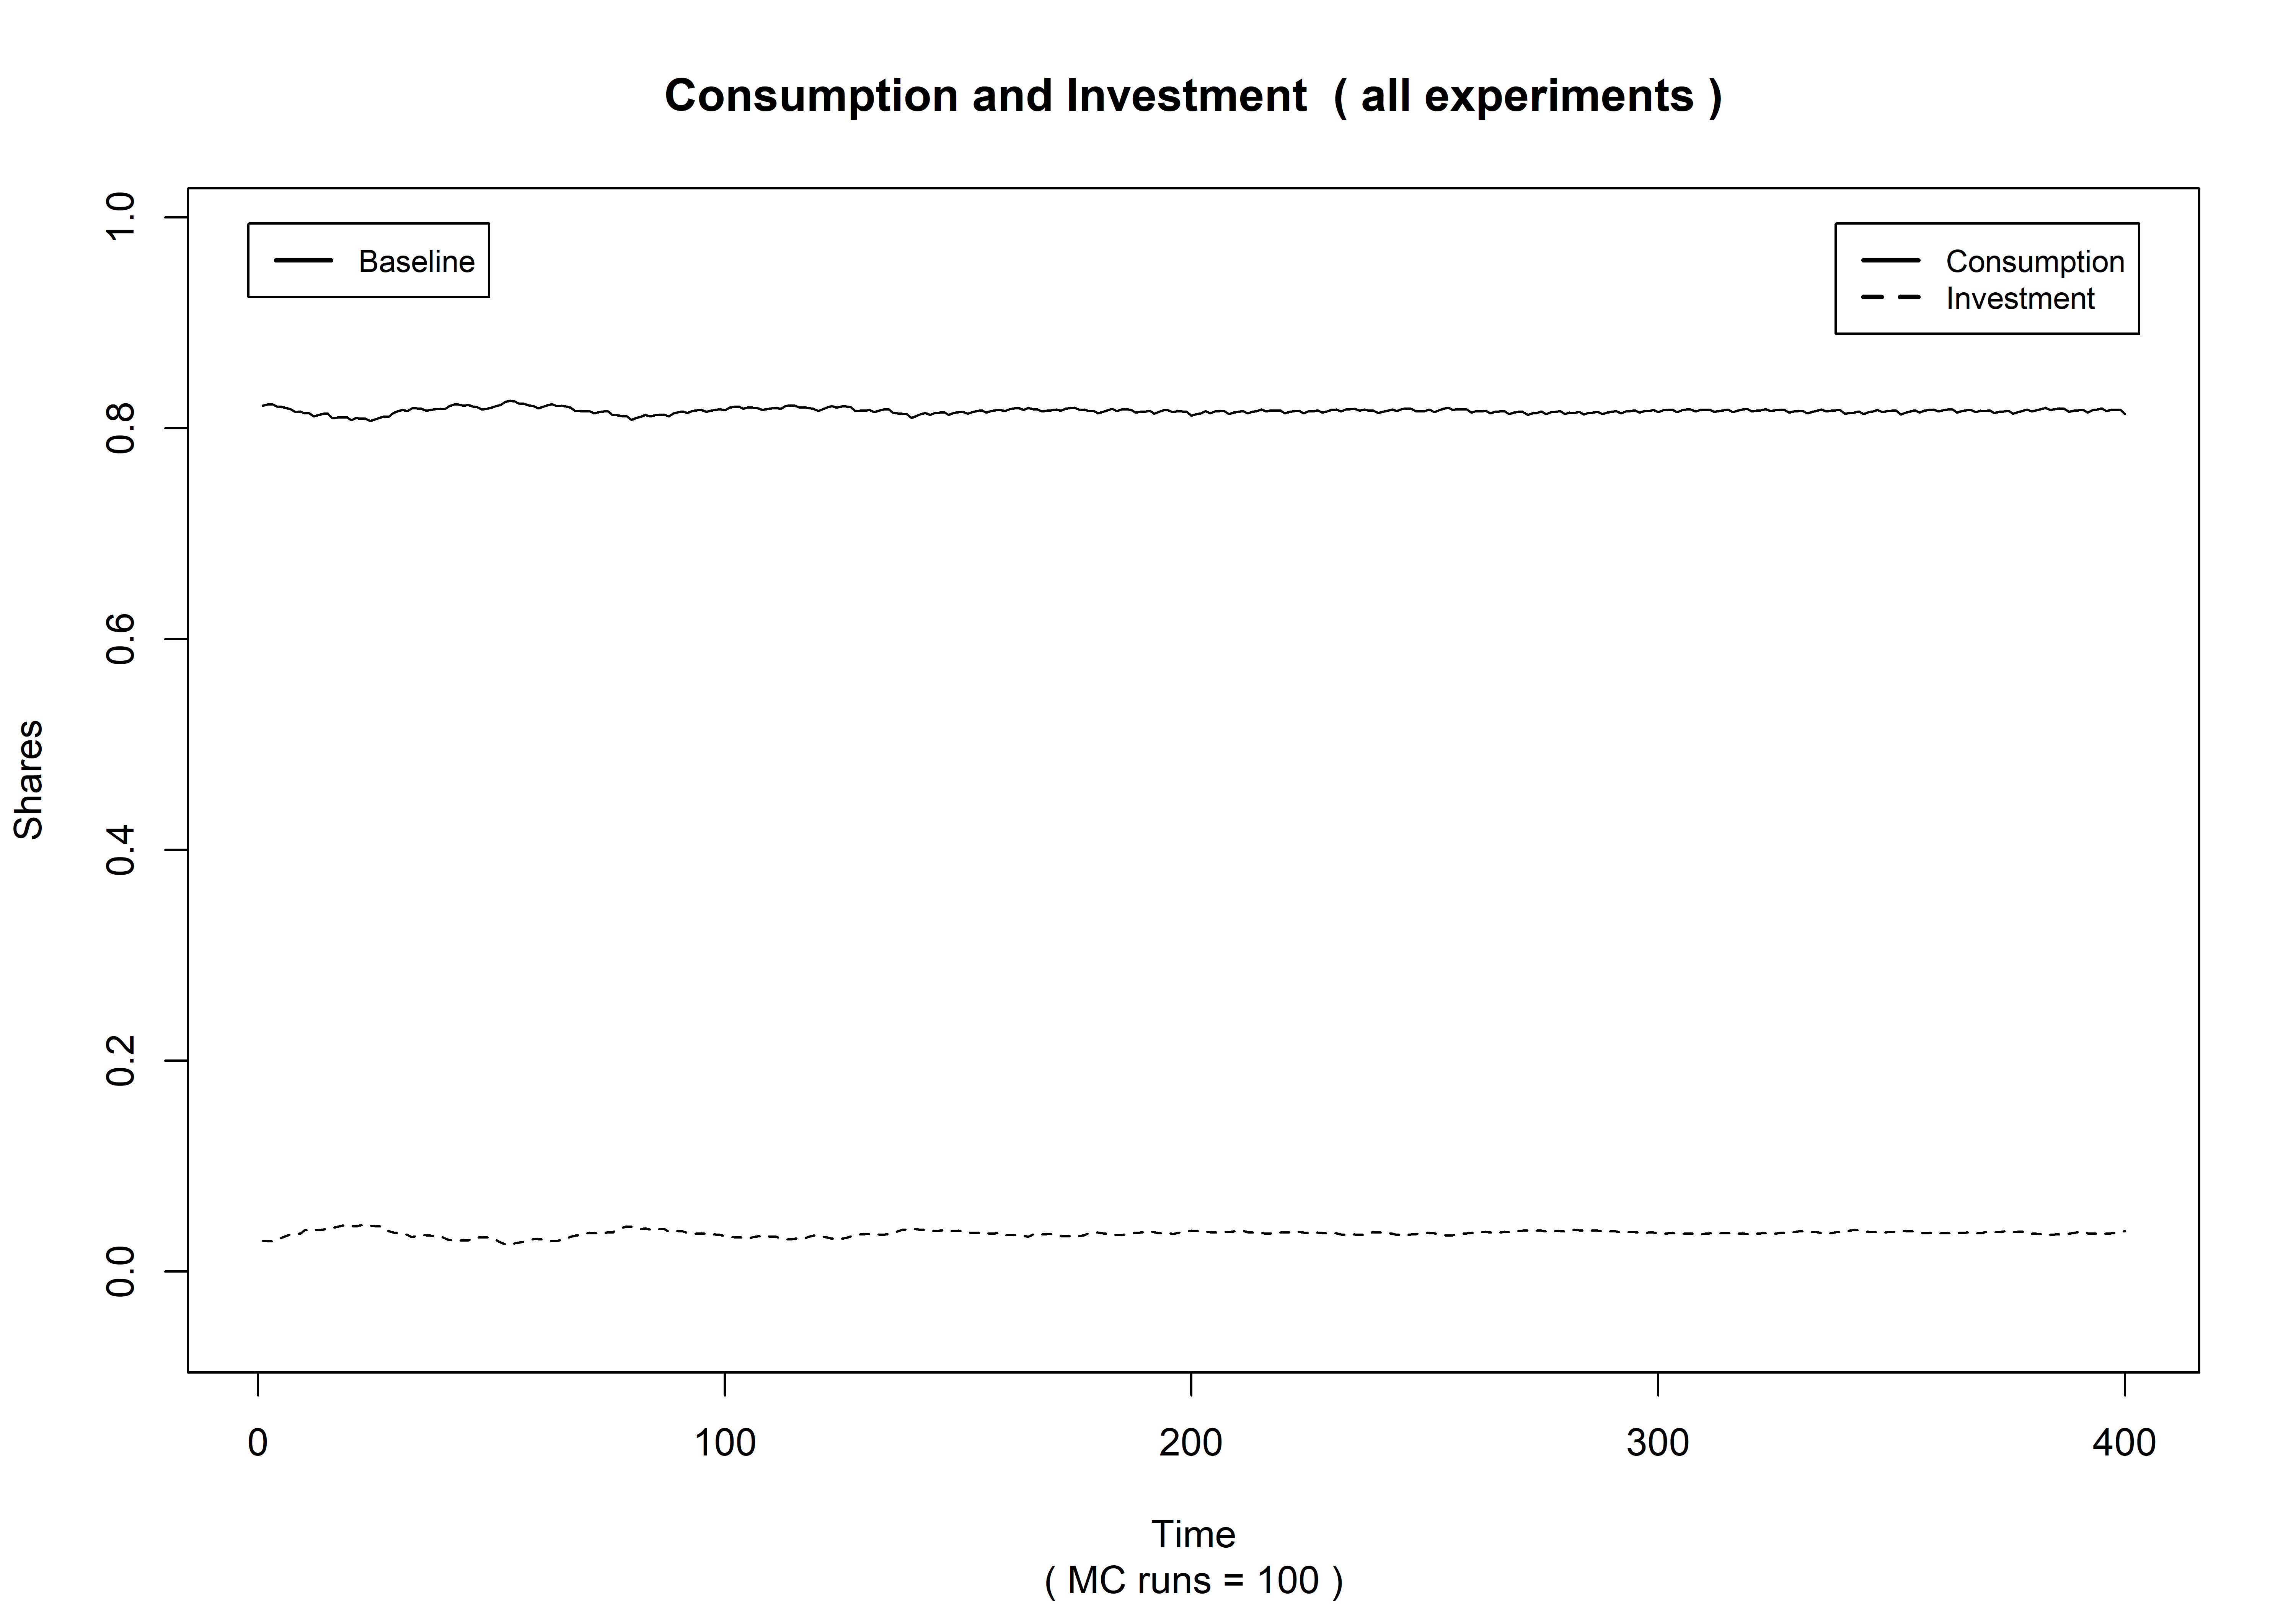 Consumption and Investment ( all experiments )
Baseline
Consumption
Investment
Shares
1.0
0.8
0.6
0.4
0.2
0.0
0 100 200 300 400
Time
( MC runs = 100 )